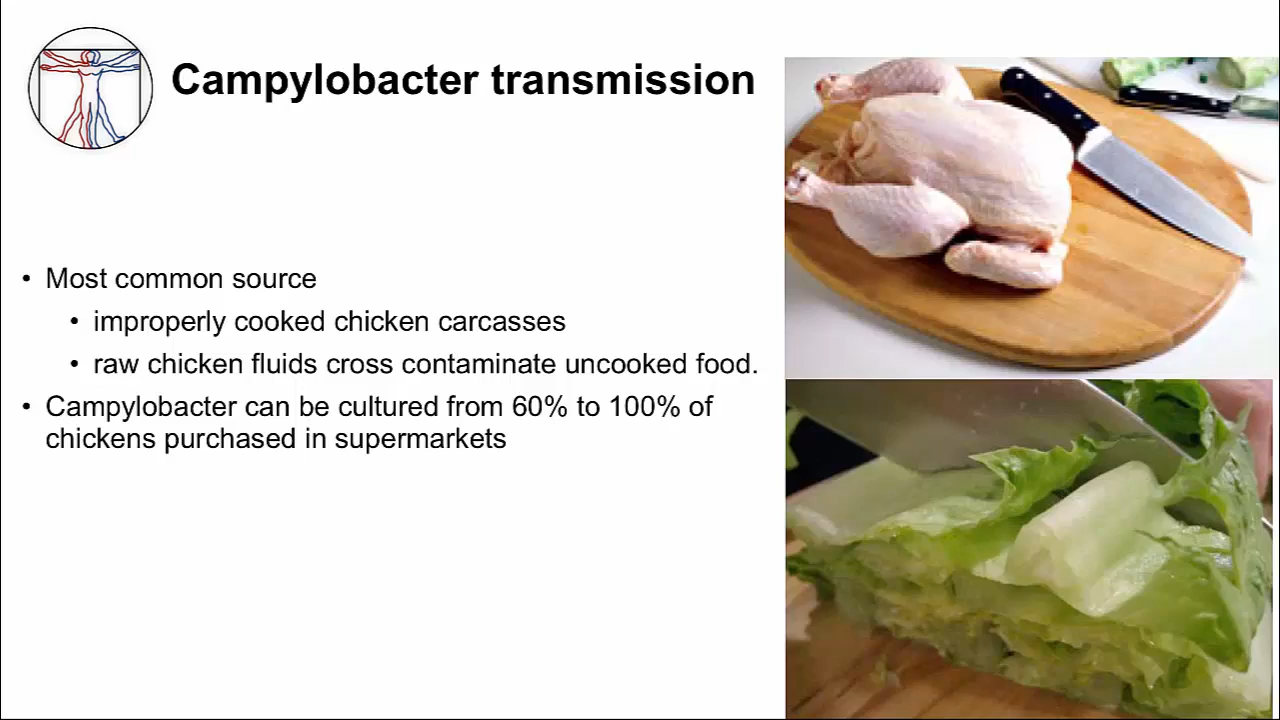 Campylobacter transmission
• Most common source
• improperly cooked chicken carcasses
• raw chicken fluids cross contaminate uncooked food.
• Campylobacter can be cultured from 60% to 100% of
chickens purchased in supermarkets